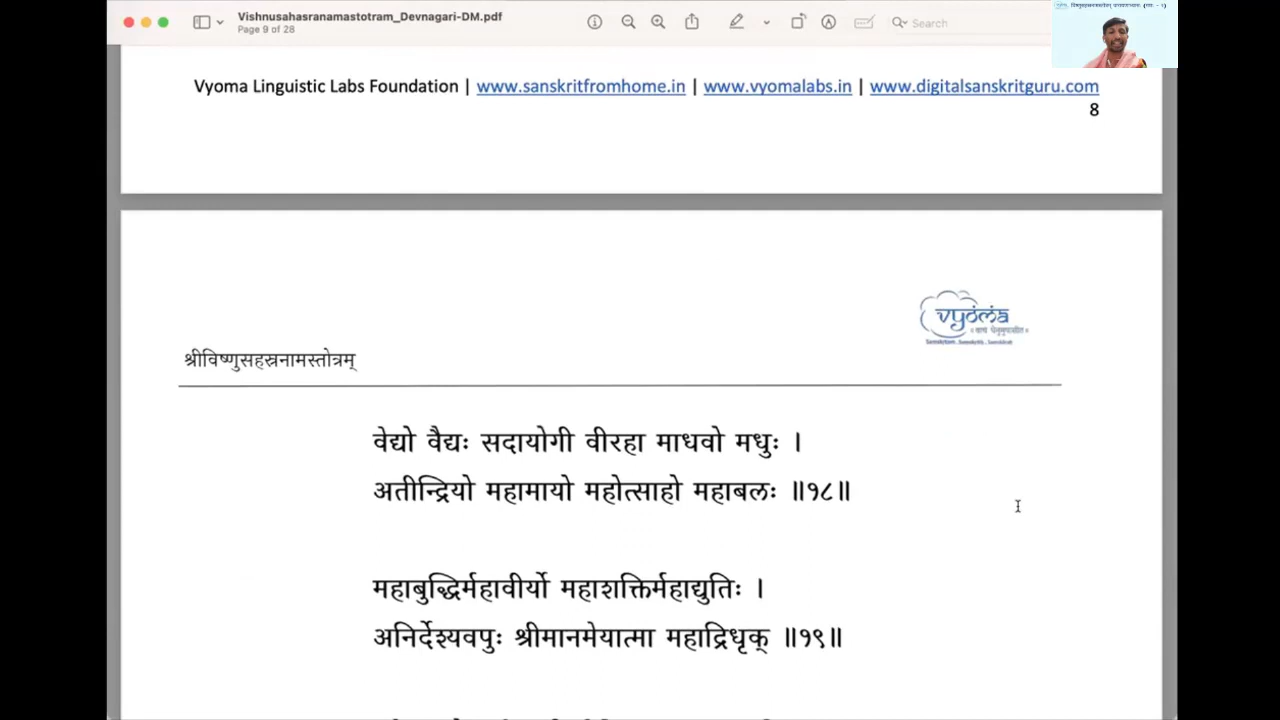 Vishnusahasranamastotram_Devnagari-DM.pdf
Page 9 of 28
Search
Vyoma Linguistic Labs Foundation | www.sanskritfromhome.in | www.vyomalabs.in | www.digitalsanskritguru.com
8
vyoma
श्रीविष्णुसहस्रनामस्तोत्रम्
वेद्यो वैद्यः सदायोगी वीरहा माधवो मधुः ।
अतीन्द्रियो महामायो महोत्साहो महाबलः ॥१८॥
महाबुद्धिर्महावीर्यो महाशक्तिर्महाद्युतिः ।
अनिर्देश्यवपुः श्रीमानमेयात्मा महाद्रिधृक् ॥१९॥